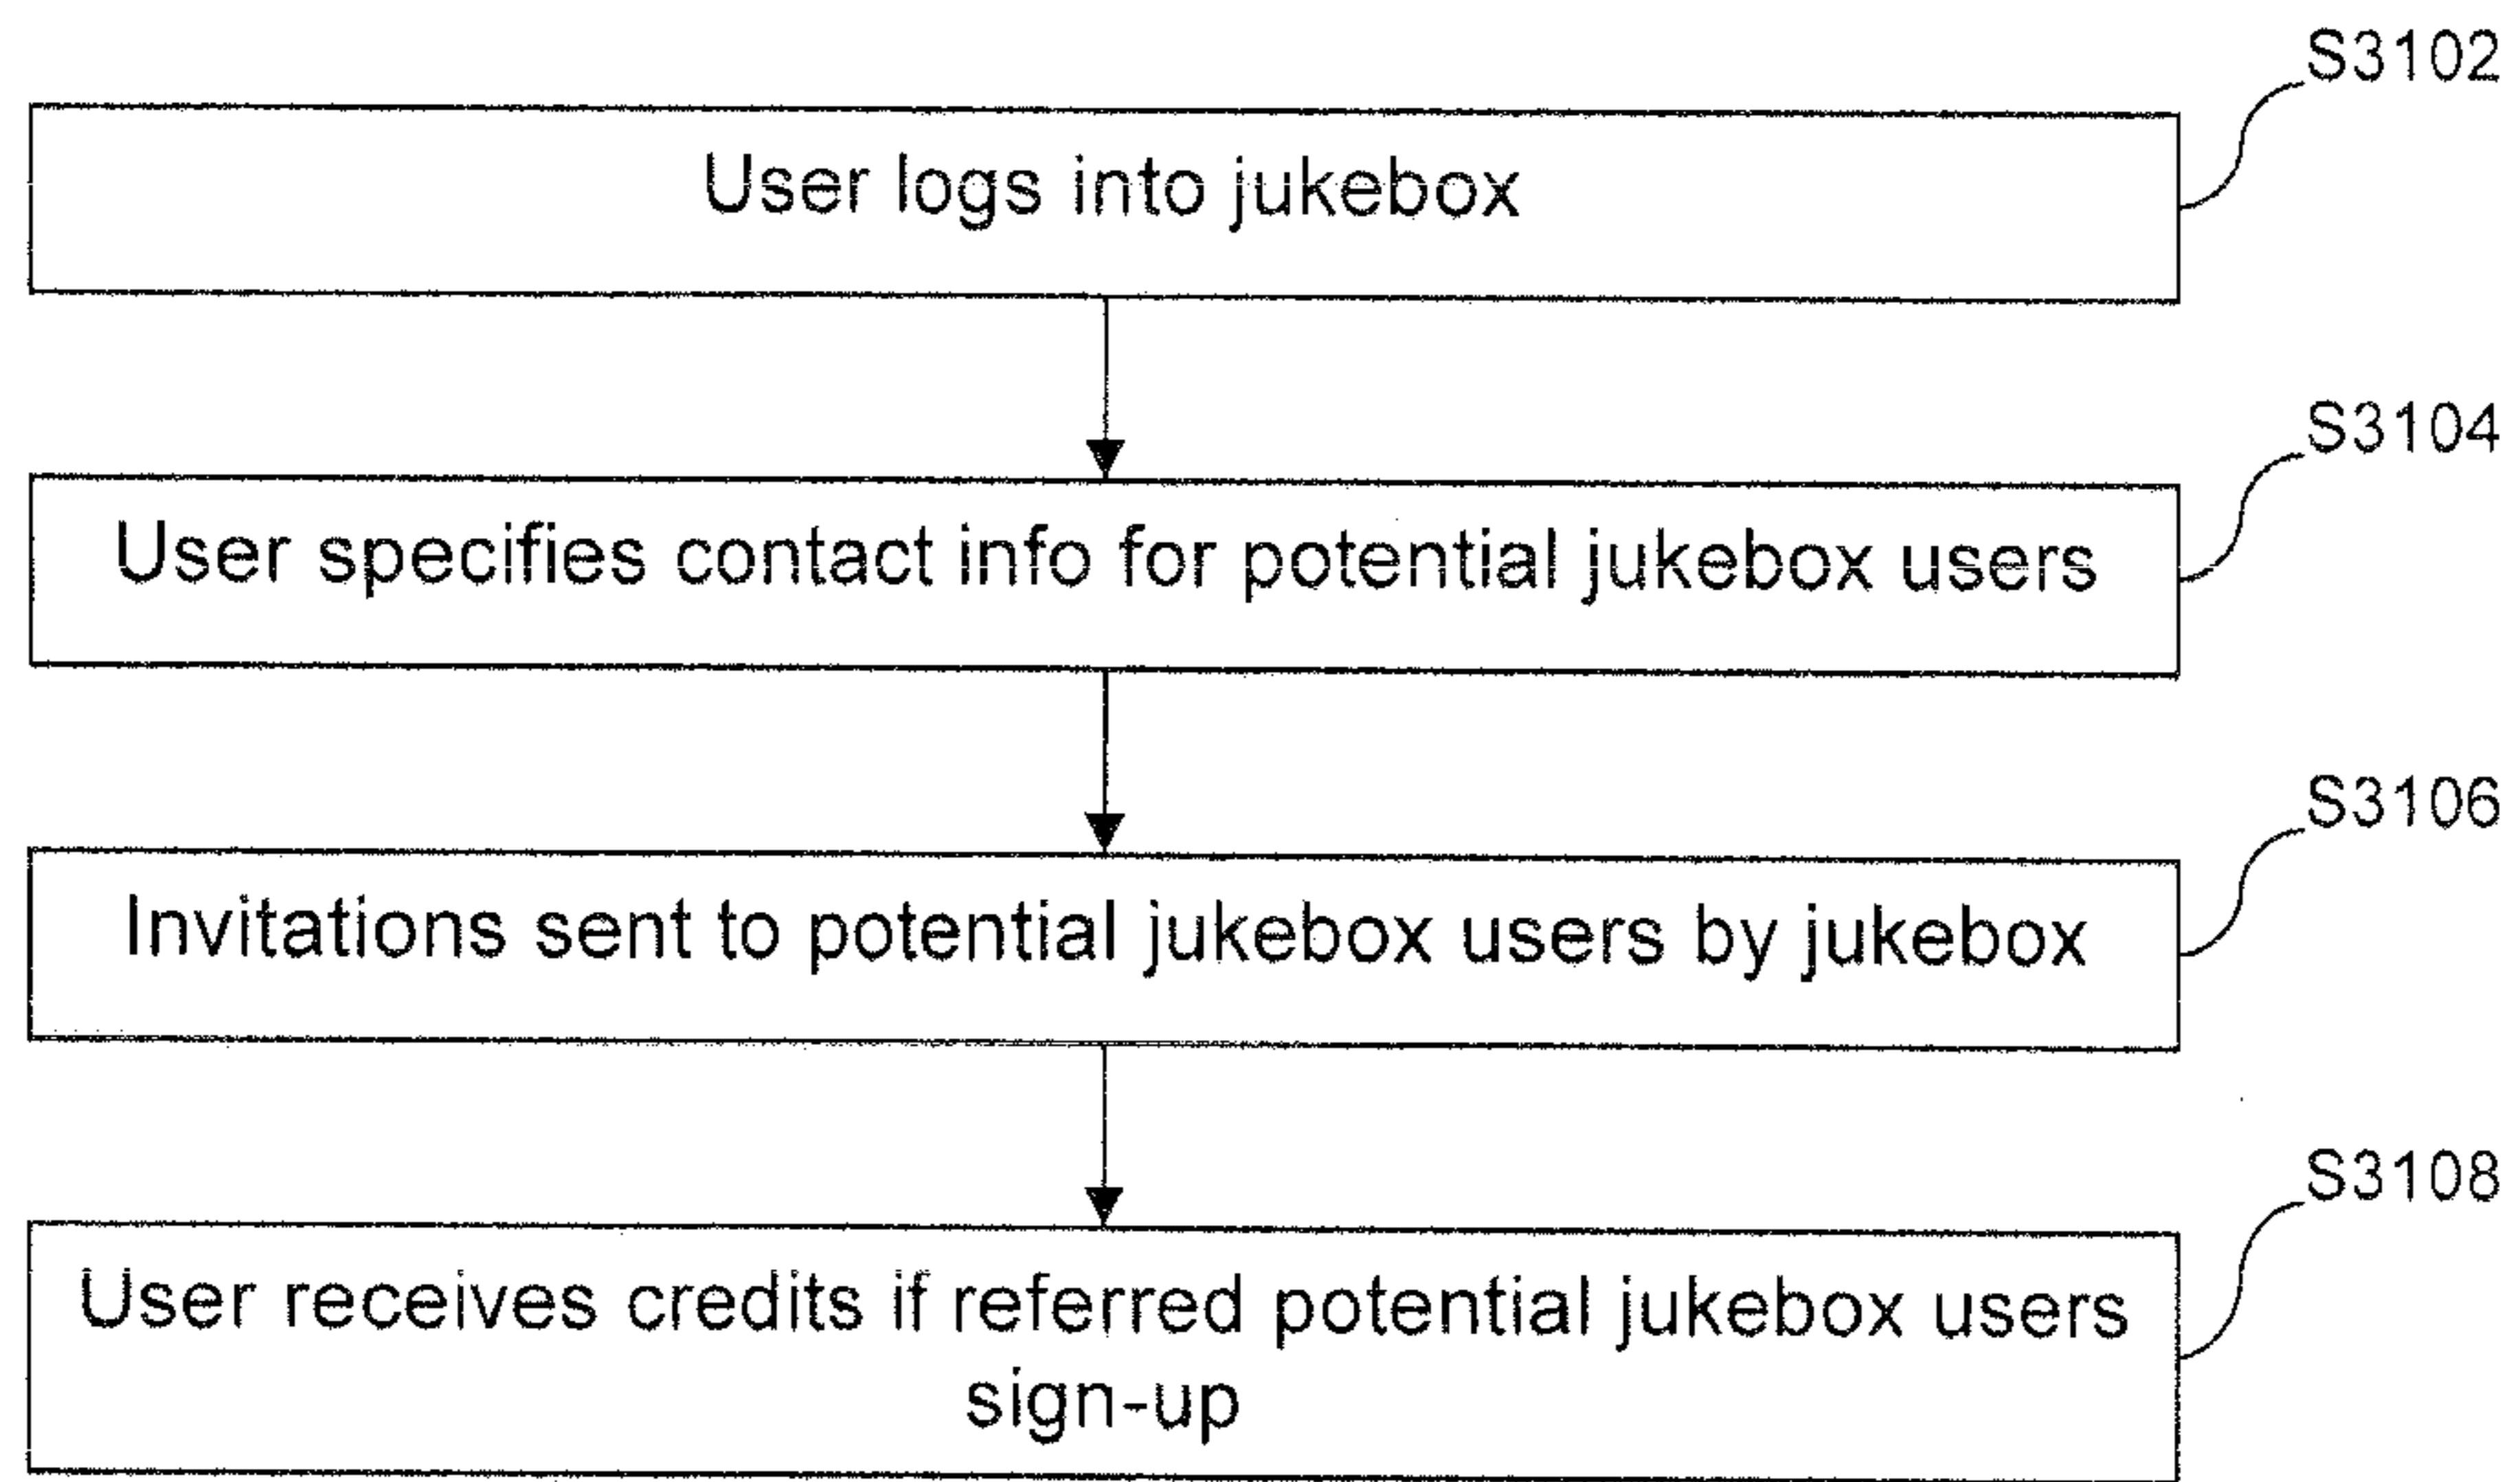 S3102
User logs into jukebox
S3104
User specifies contact info for potential jukebox users
S3106
Invitations sent to potential jukebox users by jukebox
S3108
User receives credits if referred potential jukebox users
sign-up